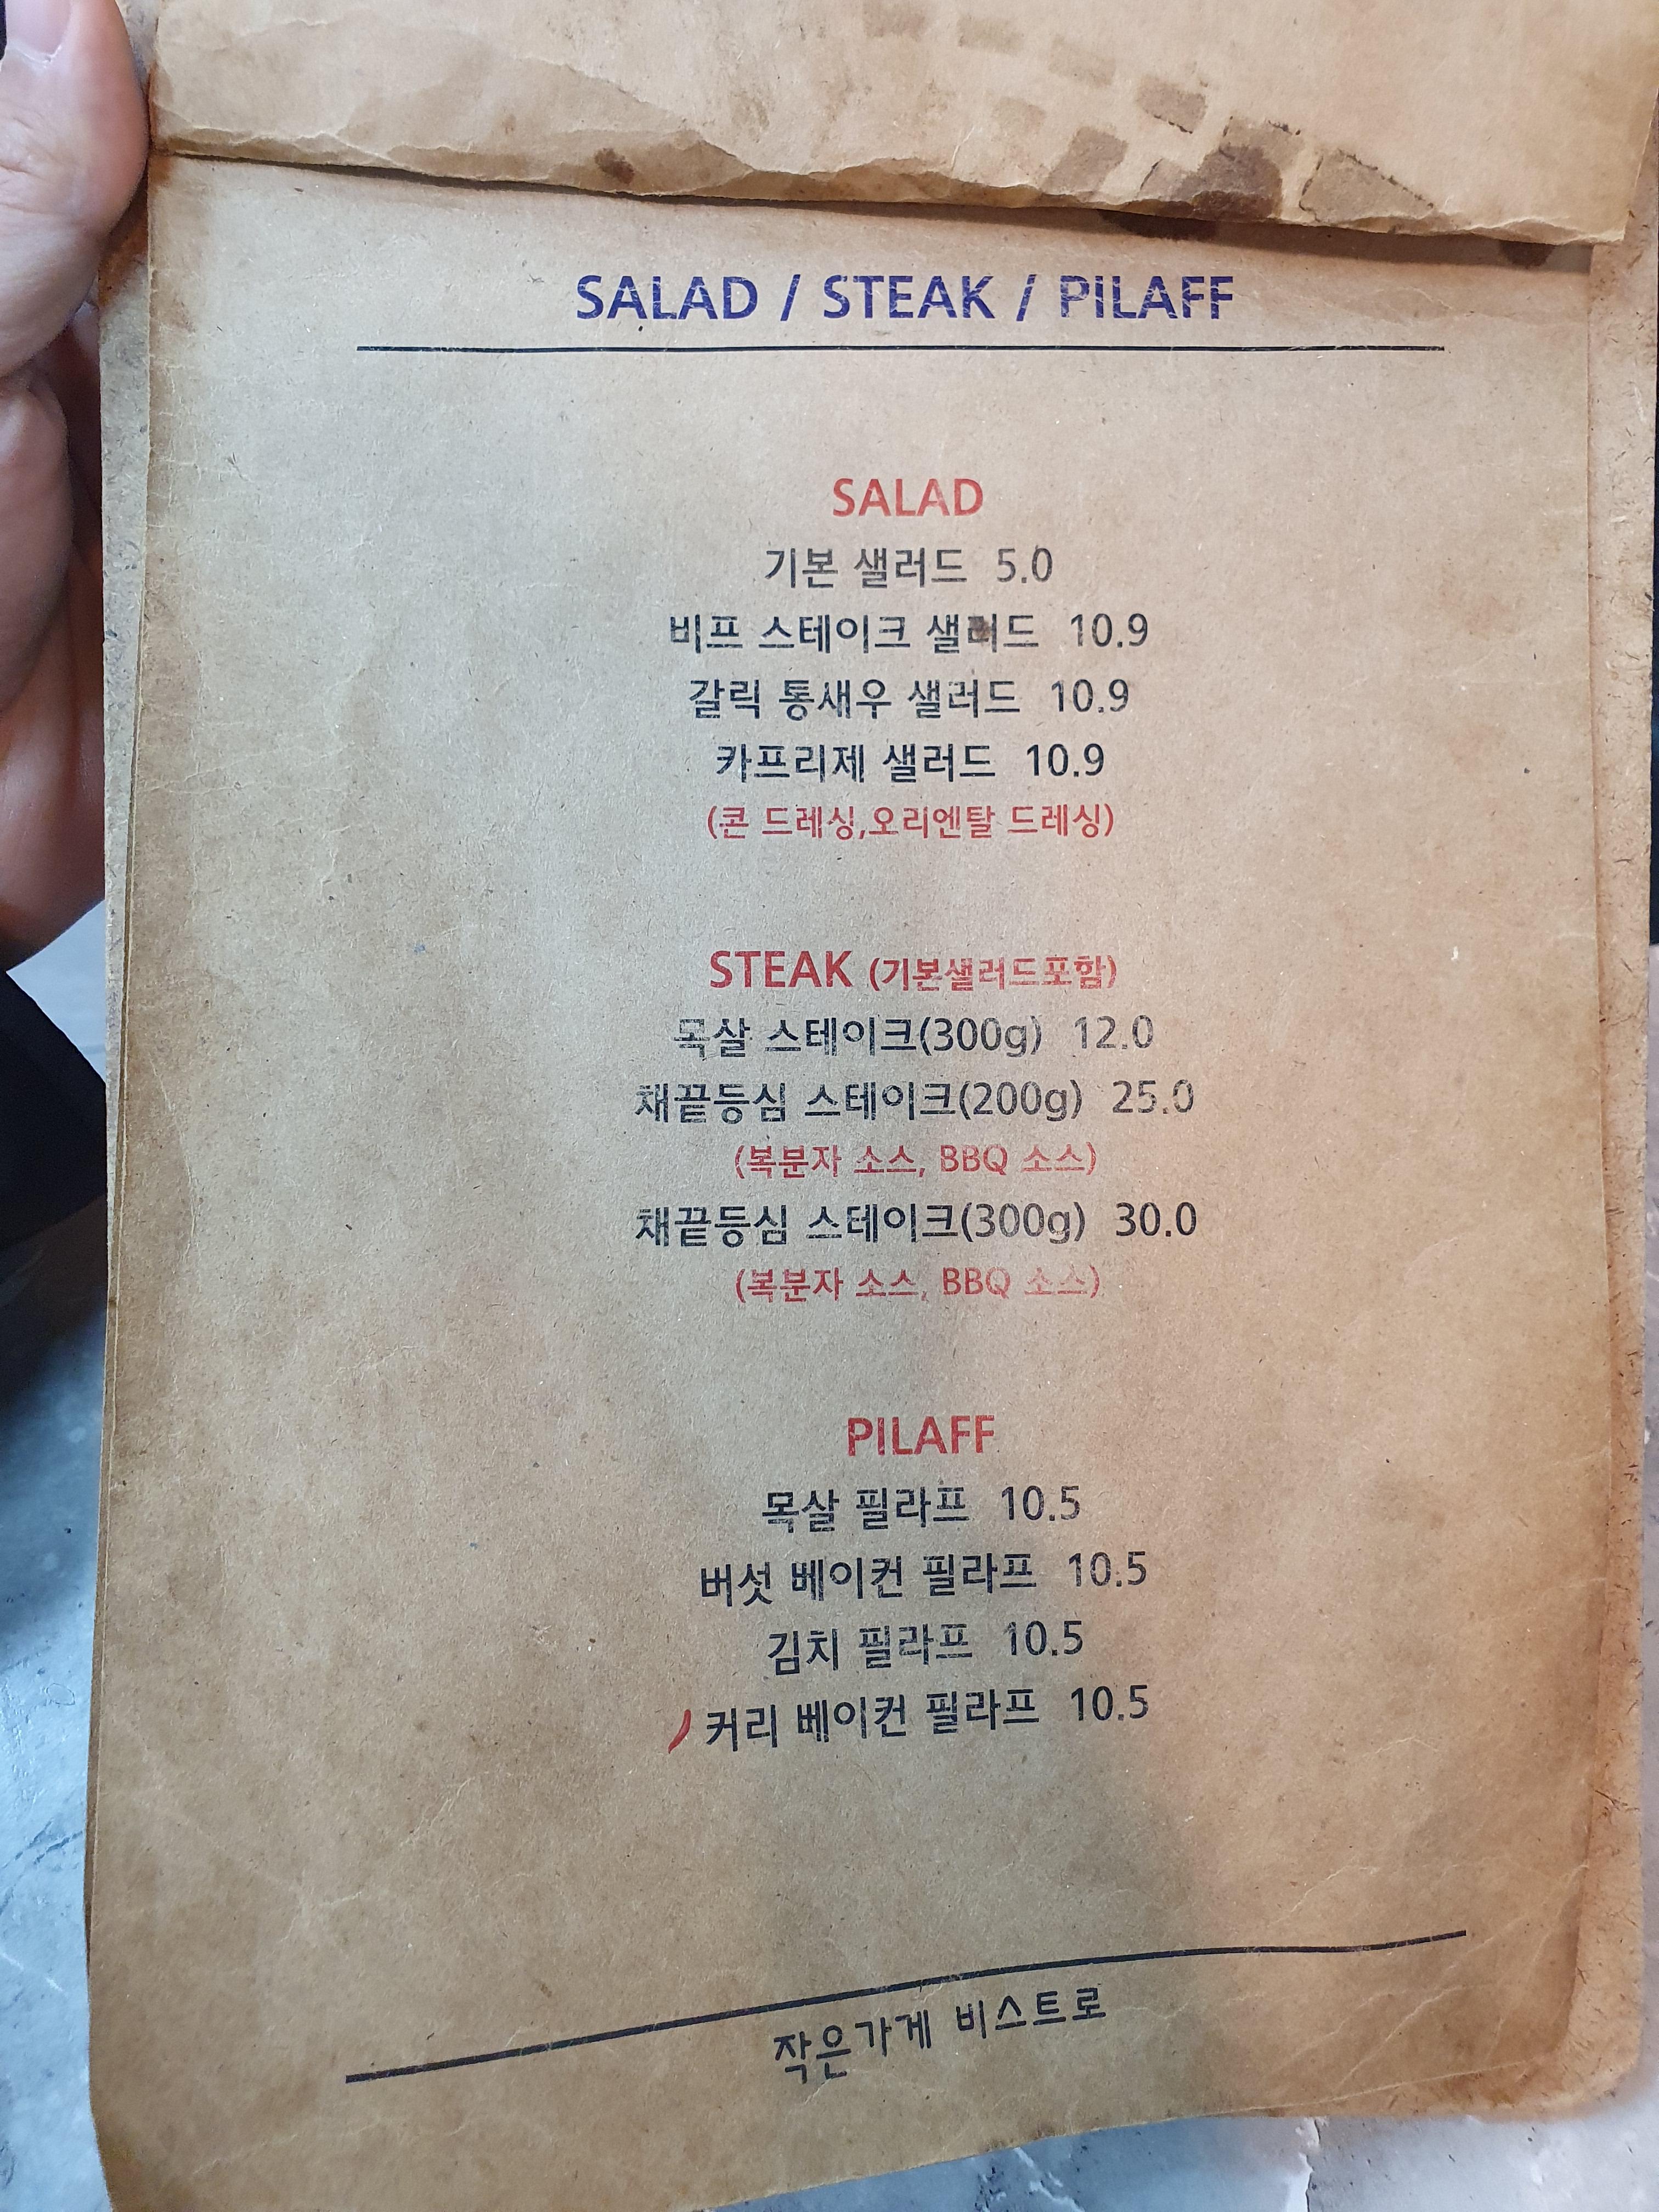 SALAD / STEAK / PILAFF
SALAD
기본 샐러드 5.0
비프 스테이크 샐러드 10.9
갈릭 통새우 샐러드 10.9
카프리제 샐러드 10.9
(콘 드레싱,오리엔탈 드레싱)
STEAK (기본샐러드포함)
목살 스테이크(300g) 12.0
채끝등심 스테이크(200g) 25.0
(복분자 소스, BBQ 소스)
채끝등심 스테이크(300g) 30.0
(복분자 소스, BBQ 소스)
PILAFF
목살 필라프 10.5
버섯 베이컨 필라프 10.5
김치 필라프 10.5
커리 베이컨 필라프 10.5
작은가게 비스트로